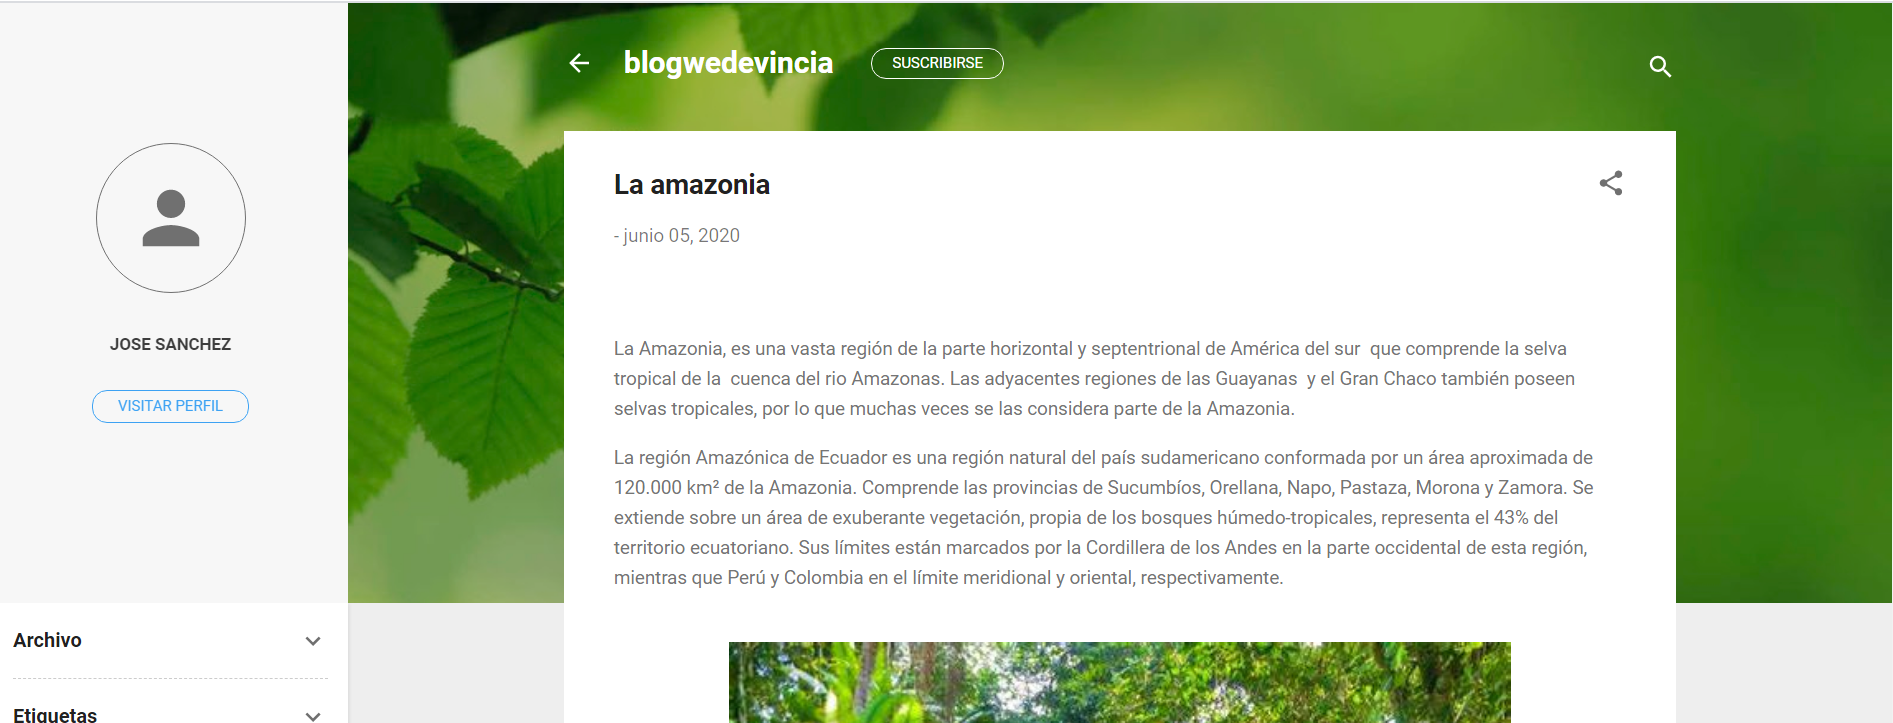 blogwedevincia
SUSCRIBIRSE
JOSE SANCHEZ
VISITAR PERFIL
Archivo
Etiquetas
La amazonia
- junio 05, 2020
La Amazonia, es una vasta región de la parte horizontal y septentrional de América del sur  que comprende la selva
tropical de la  cuenca del rio Amazonas. Las adyacentes regiones de las Guayanas  y el Gran Chaco también poseen
selvas tropicales, por lo que muchas veces se las considera parte de la Amazonia.
La región Amazónica de Ecuador es una región natural del país sudamericano conformada por un área aproximada de
120.000 km² de la Amazonia. Comprende las provincias de Sucumbíos, Orellana, Napo, Pastaza, Morona y Zamora. Se
extiende sobre un área de exuberante vegetación, propia de los bosques húmedo-tropicales, representa el 43% del
territorio ecuatoriano. Sus límites están marcados por la Cordillera de los Andes en la parte occidental de esta región,
mientras que Perú y Colombia en el límite meridional y oriental, respectivamente.